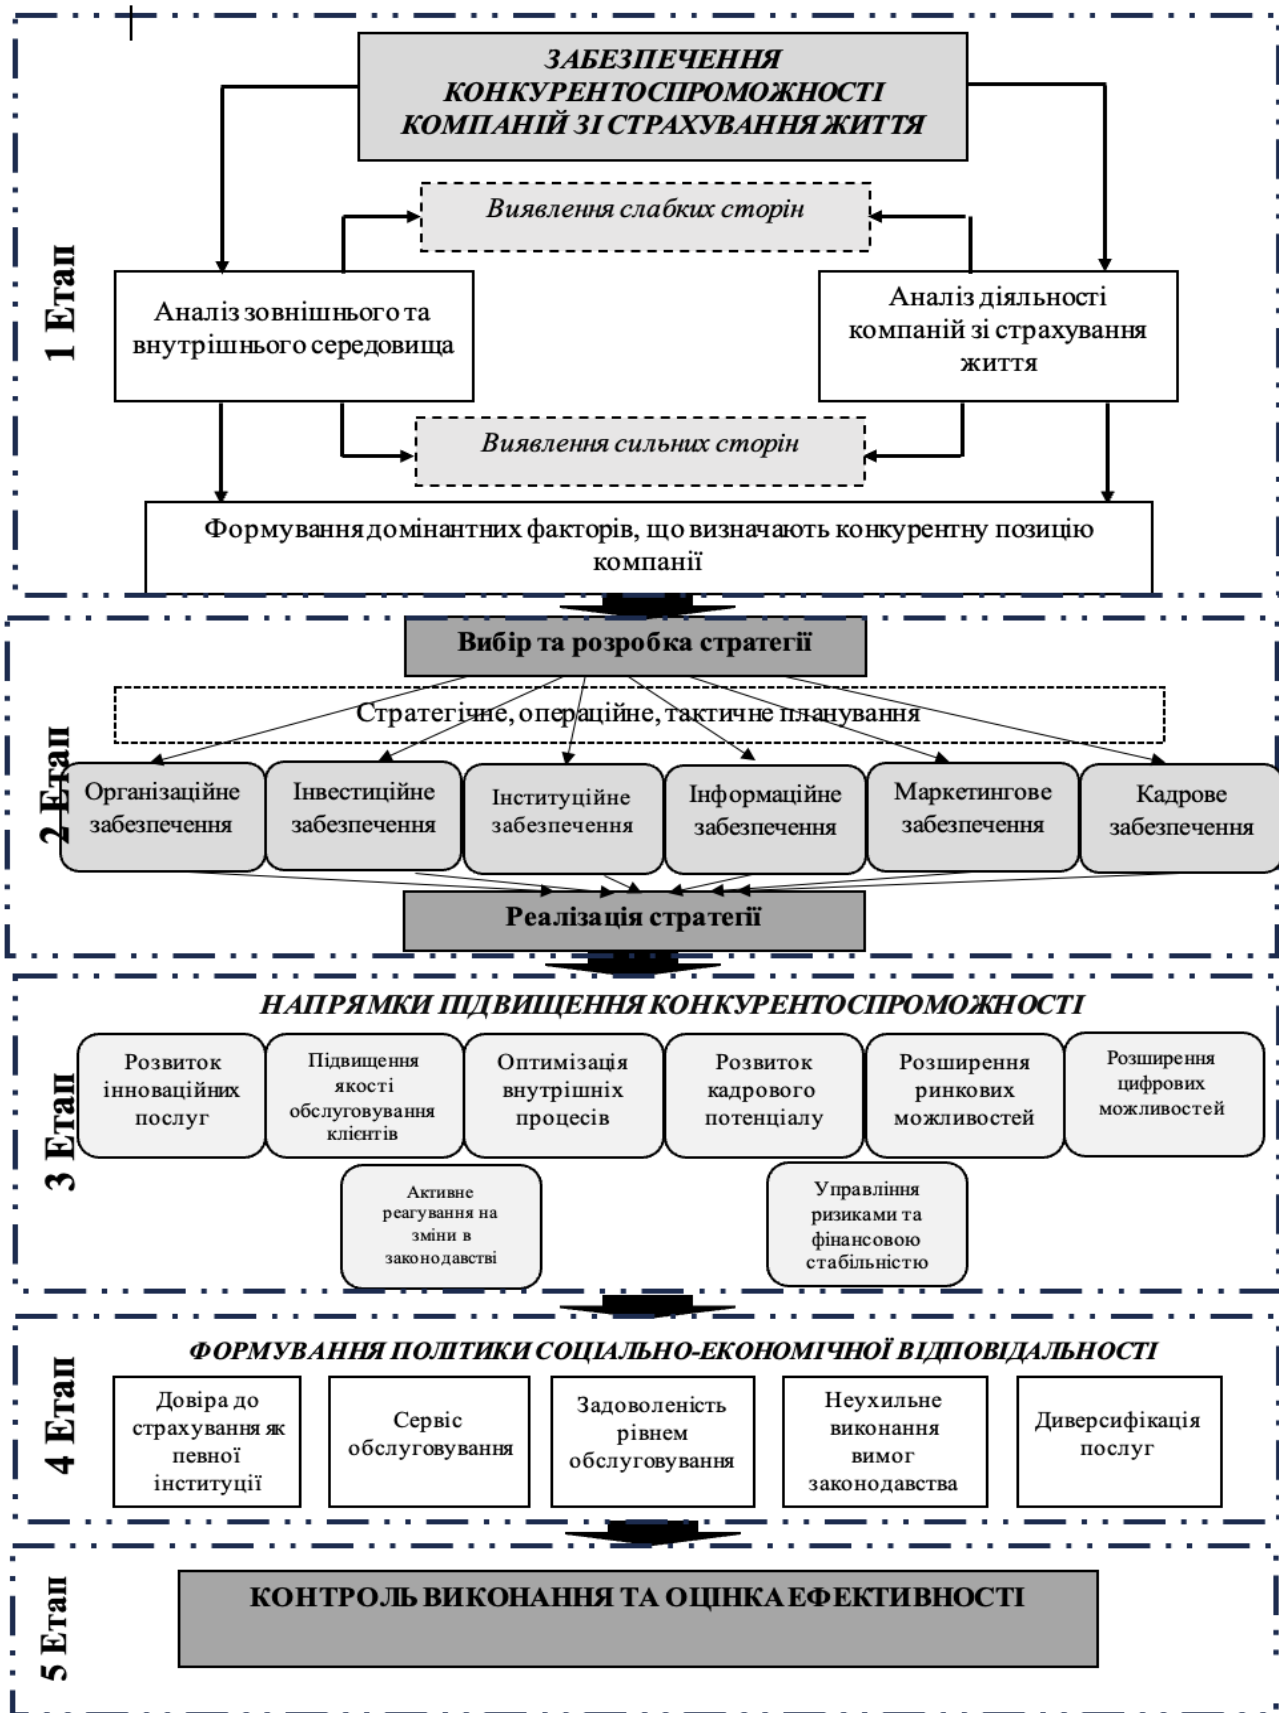 ЗАБЕЗПЕЧЕННЯ
КОНКУРЕНТОСПРОМОЖНОСТІ
КОМПАНІЙ ЗІ СТРАХУВАННЯ ЖИТТЯ
1 Етап
Виявлення слабких сторін
Аналіз зовнішнього та
внутрішнього середовища
Аналіз діяльності
компаній зі страхування
життя
Виявлення сильних сторін
Формування домінантних факторів, що визначають конкурентну позицію
компанії
2 Етап
Вибір та розробка стратегії
Стратегічне, операційне, тактичне планування
Організаційне
забезпечення
Інвестиційне
забезпечення
Інституційне
забезпечення
Інформаційне
забезпечення
Маркетингове
забезпечення
Кадрове
забезпечення
Реалізація стратегії
3 Етап
НАПРЯМКИ ПІДВИЩЕННЯ КОНКУРЕНТОСПРОМОЖНОСТІ
Розвиток
інноваційних
послуг
Підвищення
якості
обслуговування
клієнтів
Оптимізація
внутрішніх
процесів
Розвиток
кадрового
потенціалу
Розширення
ринкових
можливостей
Розширення
цифрових
можливостей
Активне
реагування на
зміни в
законодавстві
Управління
ризиками та
фінансовою
стабільністю
4 Етап
ФОРМУВАННЯ ПОЛІТИКИ СОЦІАЛЬНО-ЕКОНОМІЧНОЇ ВІДПОВІДАЛЬНОСТІ
Довіра до
страхування як
певної
інституції
Сервіс
обслуговування
Задоволеність
рівнем
обслуговування
Неухильне
виконання
вимог
законодавства
Диверсифікація
послуг
5 Етап
КОНТРОЛЬ ВИКОНАННЯ ТА ОЦІНКА ЕФЕКТИВНОСТІ